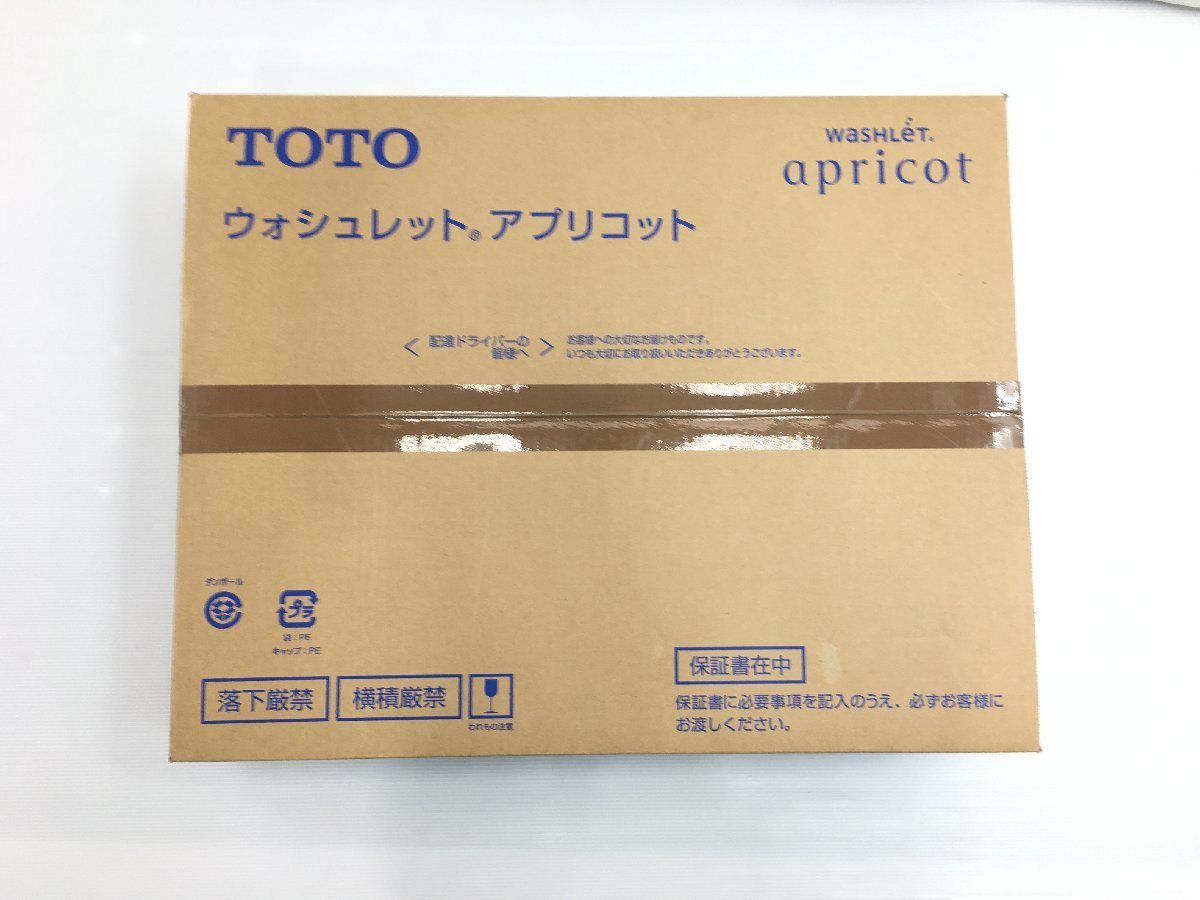 TOTO
WASHLET.
apricot
ウォシュレット®アプリコット
< 配達ドライバーの
皆様へ >
お客様への大切なお届けものです。
いつも大切にお取り扱いいただきありがとうございます。
ダンボール
プラ
袋：PE
キャップ：PE
落下厳禁
横積厳禁
われもの注意
保証書在中
保証書に必要事項を記入のうえ、必ずお客様に
お渡しください。